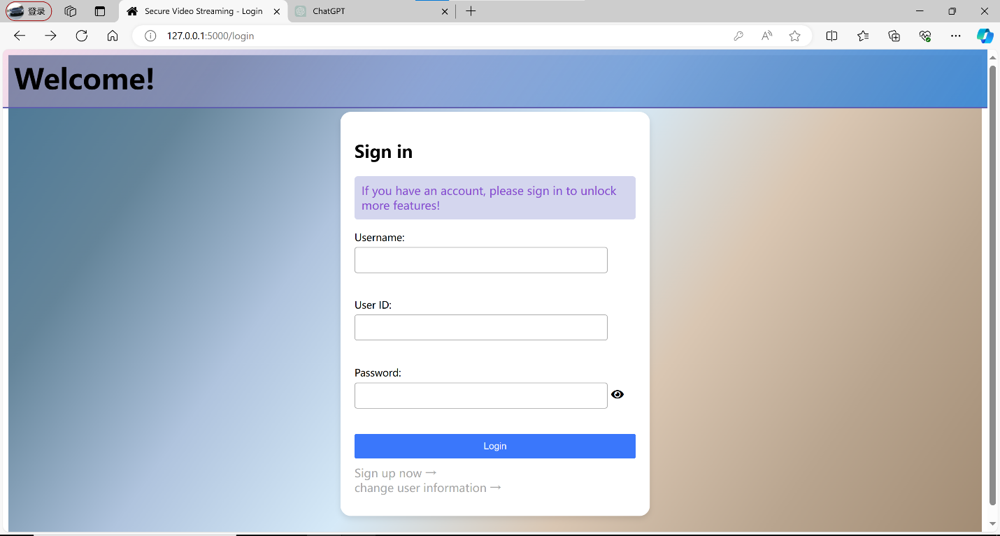 登录
Secure Video Streaming - Login
ChatGPT
127.0.0.1:5000/login
Welcome!
Sign in
If you have an account, please sign in to unlock
more features!
Username:
User ID:
Password:
Login
Sign up now →
change user information →